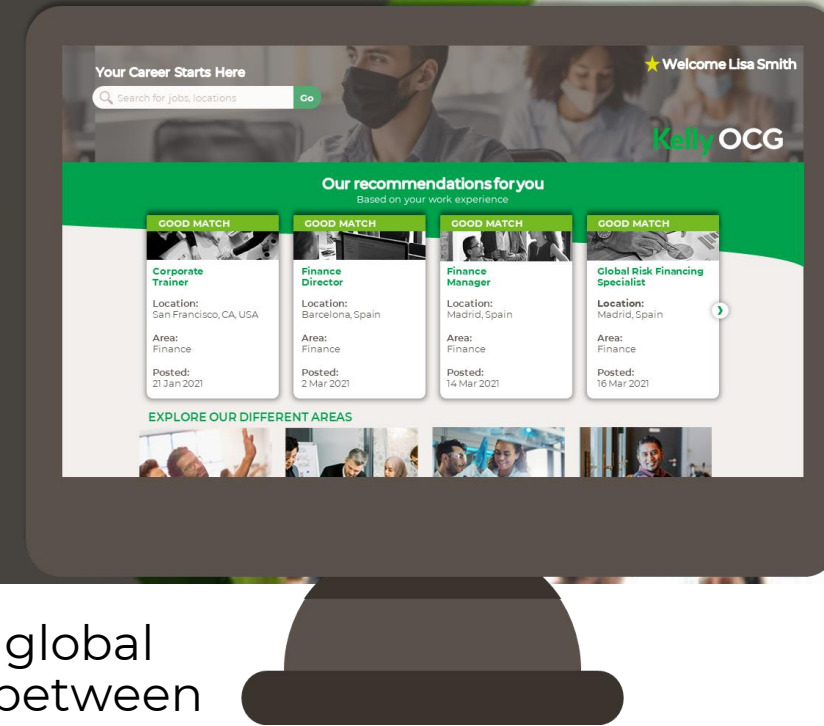 Your Career Starts Here
Search for jobs, locations
Go
Welcome Lisa Smith
Kelly OCG
Our recommendations for you
Based on your work experience
GOOD MATCH
Corporate
Trainer
Location:
San Francisco, CA, USA
Area:
Finance
Posted:
21 Jan 2021
GOOD MATCH
Finance
Director
Location:
Barcelona, Spain
Area:
Finance
Posted:
2 Mar 2021
GOOD MATCH
Finance
Manager
Location:
Madrid, Spain
Area:
Finance
Posted:
14 Mar 2021
GOOD MATCH
Global Risk Financing
Specialist
Location:
Madrid, Spain
Area:
Finance
Posted:
16 Mar 2021
EXPLORE OUR DIFFERENT AREAS
global
between